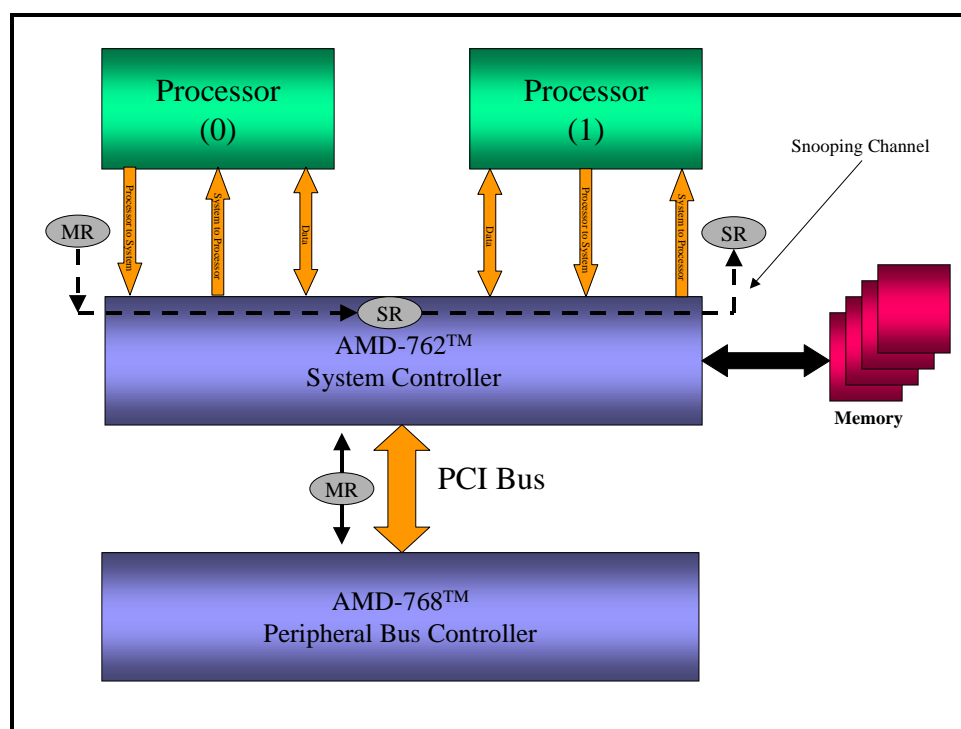 Processor
(0)
Processor
(1)
Snooping Channel
Processor to System
System to Processor
Data
Data
Processor to System
System to Processor
MR
SR
SR
AMD-762™
System Controller
Memory
MR
PCI Bus
AMD-768™
Peripheral Bus Controller